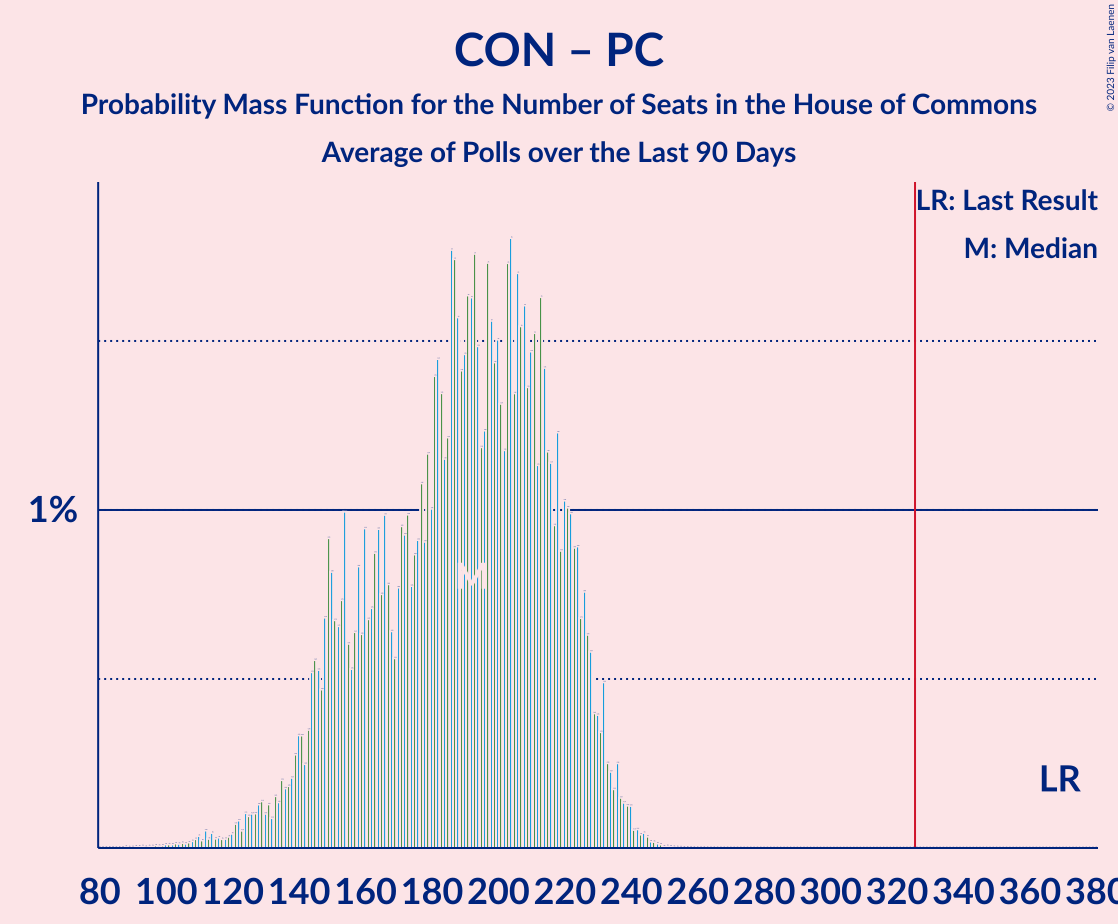 CON – PC
Probability Mass Function for the Number of Seats in the House of Commons
Average of Polls over the Last 90 Days
© 2023 Filip van Laenen
LR: Last Result
M: Median
1%
M
LR
80 100 120 140 160 180 200 220 240 260 280 300 320 340 360 380